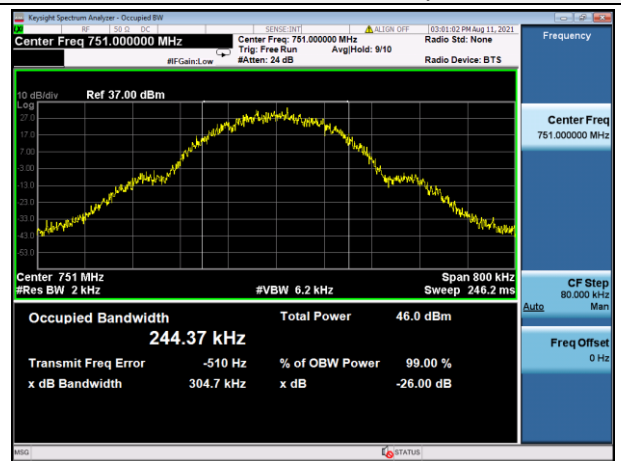 Keysight Spectrum Analyzer - Occupied BW
RF 50 Ω DC SENSE:INT ALIGN OFF 03:01:02 PM Aug 11, 2021
Center Freq 751.000000 MHz
Center Freq: 751.000000 MHz Radio Std: None
Trig: Free Run Avg|Hold: 9/10
#IFGain:Low #Atten: 24 dB Radio Device: BTS
Frequency
10 dB/div Ref 37.00 dBm
Log
27.0
17.0
7.00
-3.00
-13.0
-23.0
-33.0
-43.0
-53.0
Center 751 MHz Span 800 kHz
#Res BW 2 kHz #VBW 6.2 kHz Sweep 246.2 ms
Occupied Bandwidth Total Power 46.0 dBm
244.37 kHz
Transmit Freq Error -510 Hz % of OBW Power 99.00 %
x dB Bandwidth 304.7 kHz x dB -26.00 dB
Center Freq
751.000000 MHz
CF Step
80.000 kHz
Auto Man
Freq Offset
0 Hz
MSG STATUS